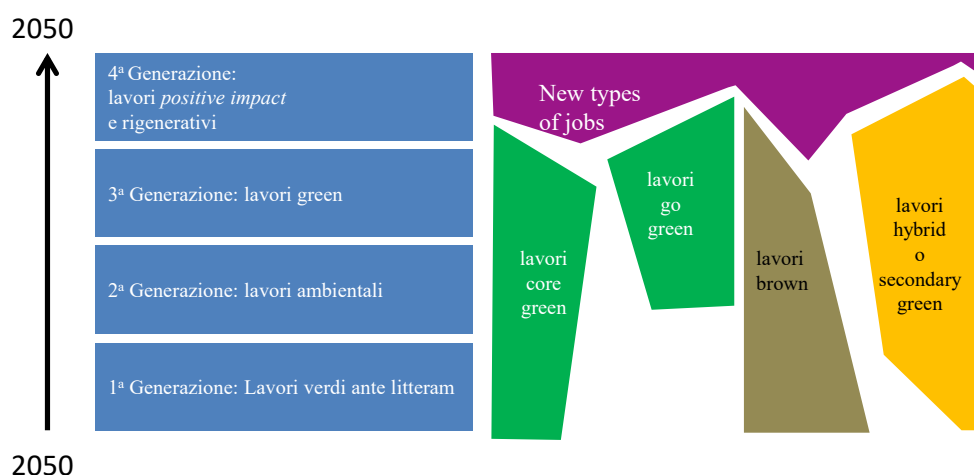 2050
4ª Generazione:
lavori positive impact
e rigenerativi
3ª Generazione: lavori green
2ª Generazione: lavori ambientali
1ª Generazione: Lavori verdi ante litteram
2050
New types
of jobs
lavori
core
green
lavori
go
green
lavori
brown
lavori
hybrid
o
secondary
green